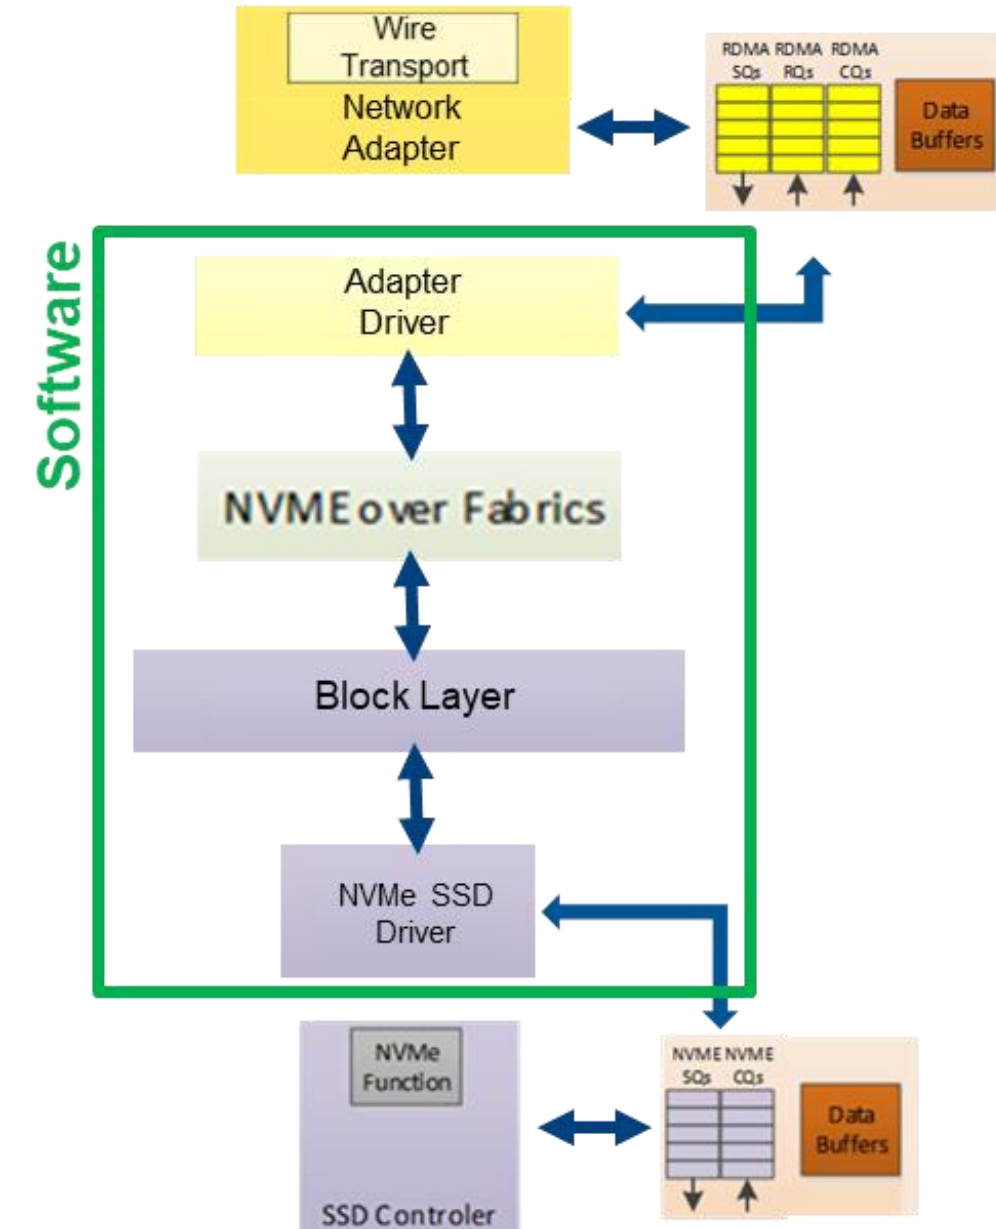 Wire
Transport
Network
Adapter
RDMA RDMA RDMA
SQs RQs CQs
Data
Buffers
Software
Adapter
Driver
NVMEover Fabrics
Block Layer
NVMe SSD
Driver
NVMe
Function
SSD Controler
NVME NVME
SQs CQs
Data
Buffers